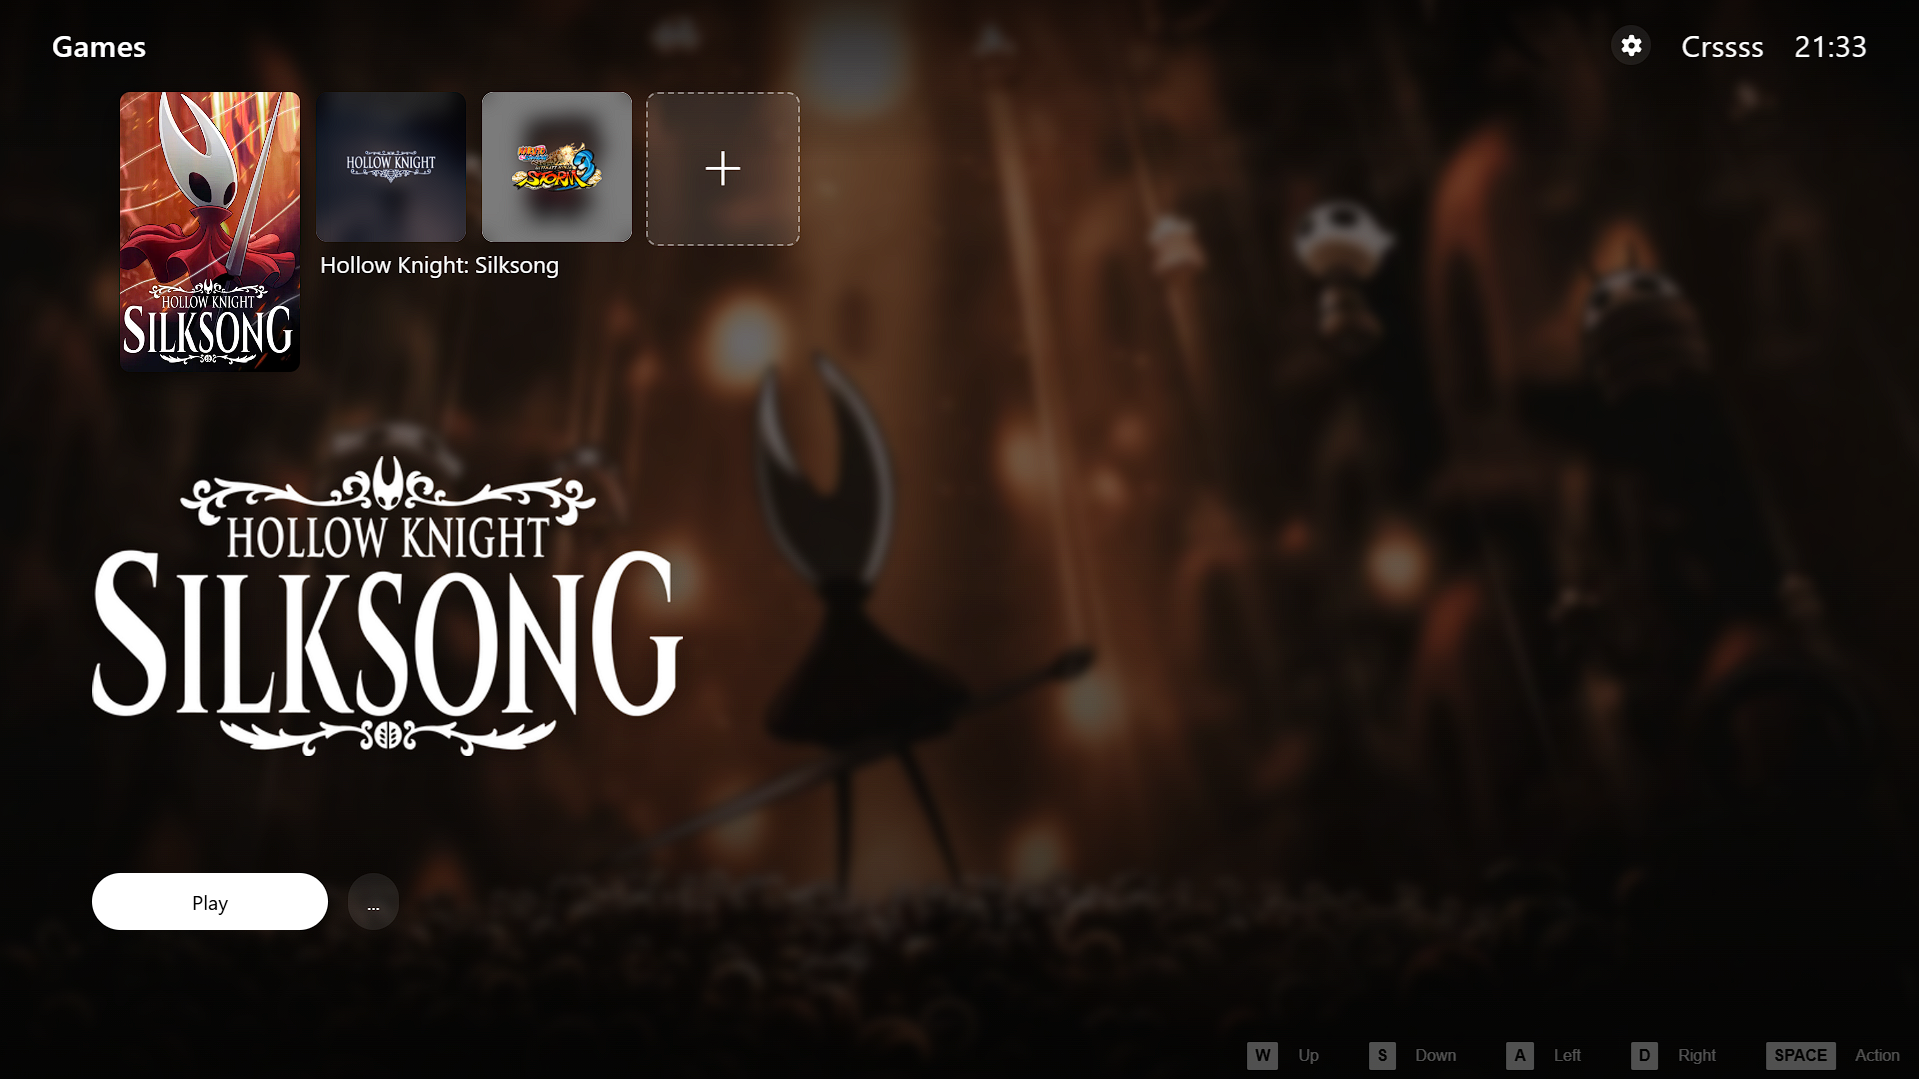 Games
Crssss 21:33
HOLLOW KNIGHT
SILKSONG
HOLLOW KNIGHT
STORM 3
Hollow Knight: Silksong
HOLLOW KNIGHT
SILKSONG
Play
...
W Up S Down A Left D Right SPACE Action